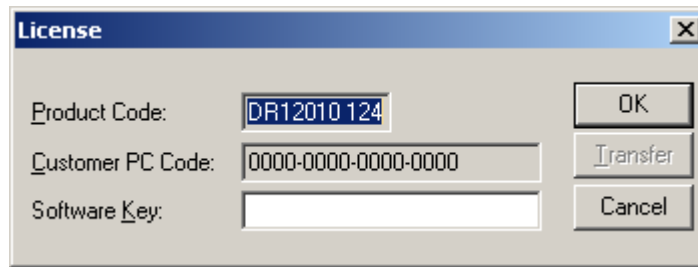 License
Product Code: DR12010 124 OK
Customer PC Code: 0000-0000-0000-0000 Transfer
Software Key: Cancel